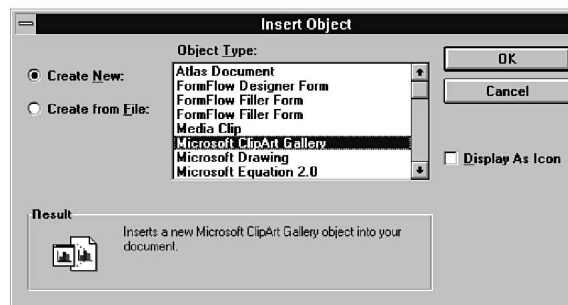 Insert Object
Object Type:
Create New:
Create from File:
Atlas Document
FormFlow Designer Form
FormFlow Filler Form
FormFlow Filler Form
Media Clip
Microsoft ClipArt Gallery
Microsoft Drawing
Microsoft Equation 2.0
OK
Cancel
Display As Icon
Result
Inserts a new Microsoft ClipArt Gallery object into your
document.